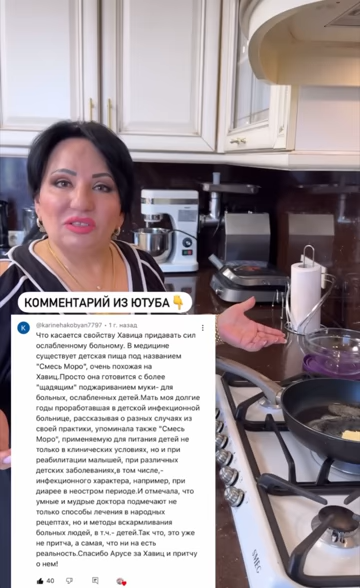 КОММЕНТАРИЙ ИЗ ЮТУБА👇
K @karinehakobyan7797 • 1 г. назад
Что касается свойству Хавица придавать сил
ослабленному больному. В медицине
существует детская пища под названием
"Смесь Моро", очень похожая на
Хавиц.Просто она готовится с более
"щадящим" поджариванием муки- для
больных, ослабленных детей.Мать моя долгие
годы проработавшая в детской инфекционной
больнице, рассказывая о разных случаях из
своей практики, упоминала также "Смесь
Моро", применяемую для питания детей не
только в клинических условиях, но и при
реабилитации малышей, при различных
детских заболеваниях,в том числе,-
инфекционного характера, например, при
диарее в неостром периоде.И отмечала, что
умные и мудрые доктора подмечают не
только способы лечения в народных
рецептах, но и методы вскармливания
больных людей, в т.ч.- детей.Так что, это уже
не притча, а самая, что ни на есть
реальность.Спасибо Арусе за Хавиц и притчу
о нем!
40
SMEG